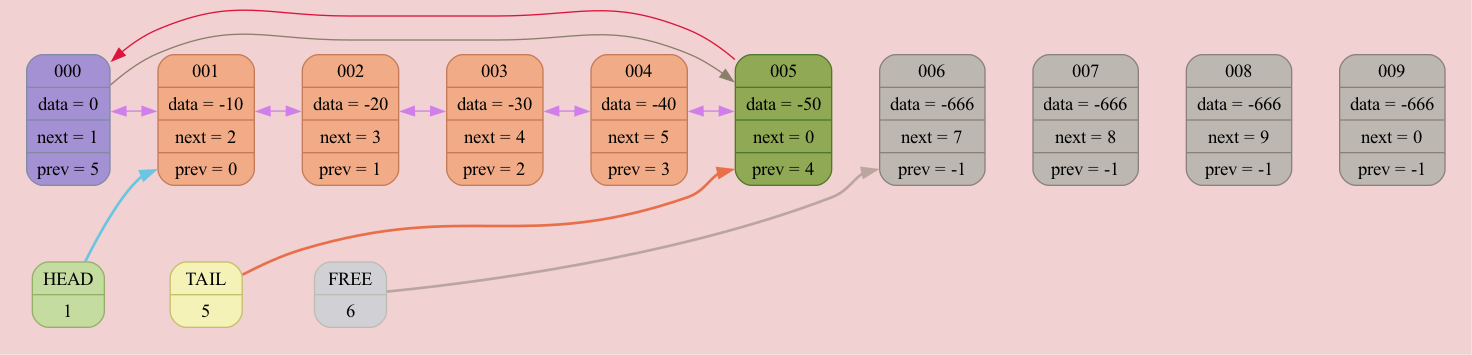 000
data = 0
next = 1
prev = 5
001
data = -10
next = 2
prev = 0
002
data = -20
next = 3
prev = 1
003
data = -30
next = 4
prev = 2
004
data = -40
next = 5
prev = 3
005
data = -50
next = 0
prev = 4
006
data = -666
next = 7
prev = -1
007
data = -666
next = 8
prev = -1
008
data = -666
next = 9
prev = -1
009
data = -666
next = 0
prev = -1
HEAD
1
TAIL
5
FREE
6